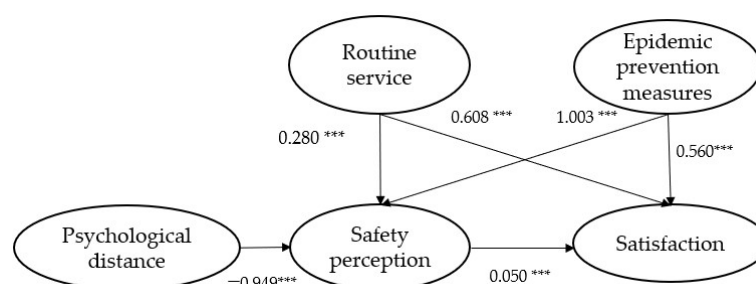 Routine
service
Epidemic
prevention
measures
0.280 ***
0.608 ***
1.003 ***
0.560***
Psychological
distance
Safety
perception
Satisfaction
−0.949***
0.050 ***